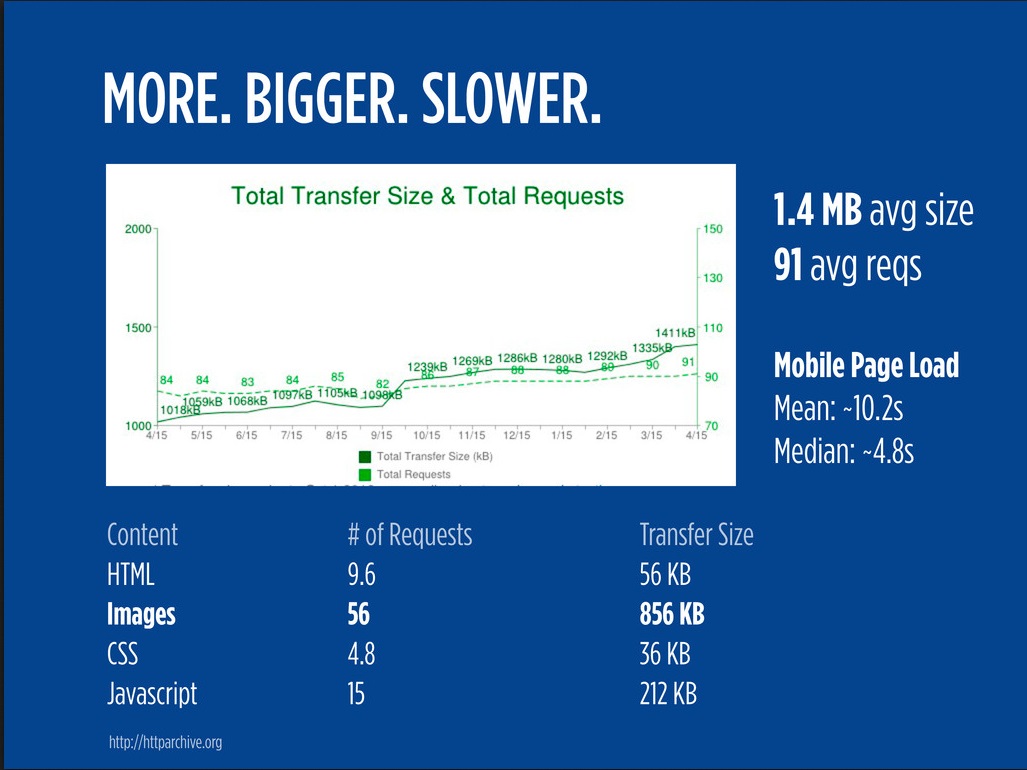 MORE. BIGGER. SLOWER.
Total Transfer Size & Total Requests
2000
1500
1000
150
130
110
90
70
84 84 83 84 85 82 86 87 88 88 89 90 91
1018kB 1059kB 1068kB 1097kB 1105kB 1098kB 1239kB 1269kB 1286kB 1280kB 1292kB 1335kB 1411kB
4/15 5/15 6/15 7/15 8/15 9/15 10/15 11/15 12/15 1/15 2/15 3/15 4/15
Total Transfer Size (kB)
Total Requests
1.4 MB avg size
91 avg reqs
Mobile Page Load
Mean: ~10.2s
Median: ~4.8s
Content # of Requests Transfer Size
HTML 9.6 56 KB
Images 56 856 KB
CSS 4.8 36 KB
Javascript 15 212 KB
http://httparchive.org